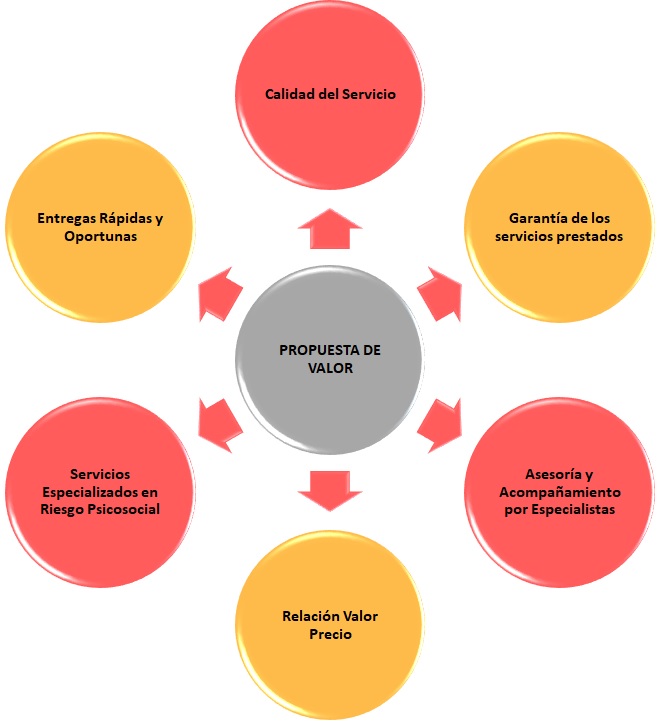 Calidad del Servicio
Entregas Rápidas y
Oportunas
Garantía de los
servicios prestados
PROPUESTA DE
VALOR
Servicios
Especializados en
Riesgo Psicosocial
Asesoría y
Acompañamiento
por Especialistas
Relación Valor
Precio